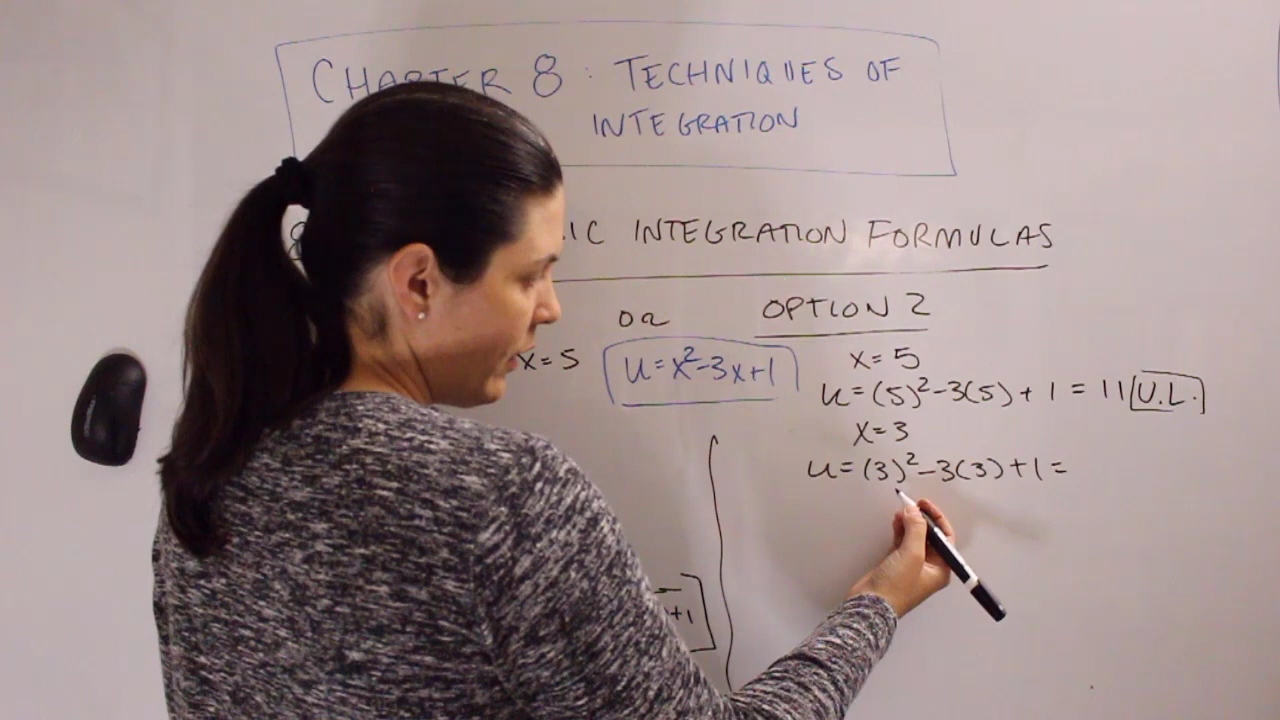 CHAPTER 8: TECHNIQUES OF
INTEGRATION
INTEGRATION FORMULAS
OR OPTION 2
x=5 u=x²-3x+1 x=5
u=(5)²-3(5)+1=11 U.L.
x=3
u=(3)²-3(3)+1=
+1